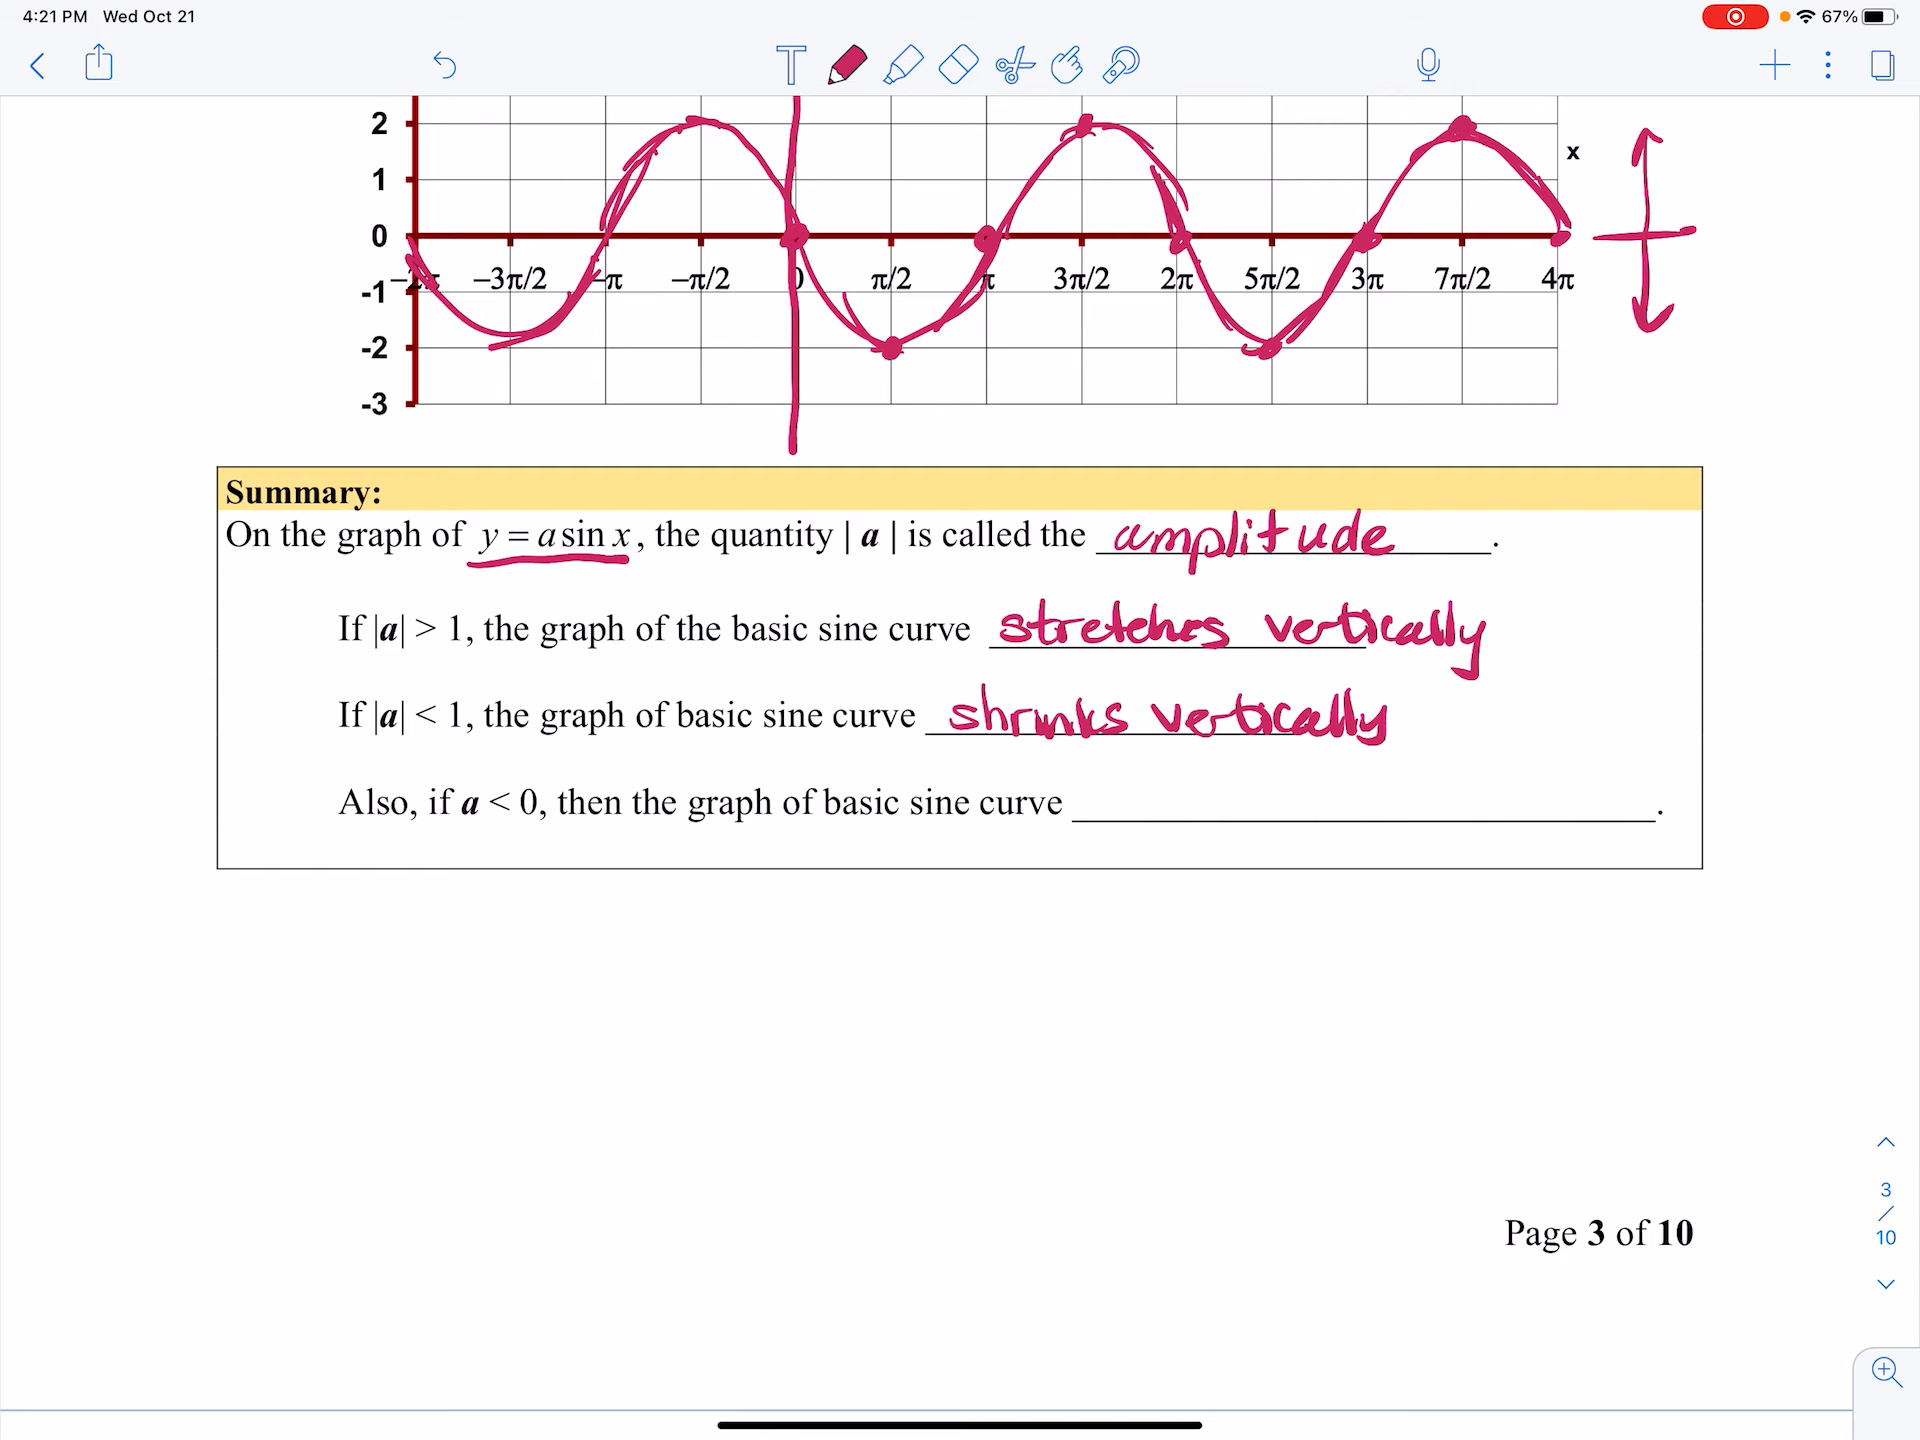 4:21 PM Wed Oct 21 67%
2
1
x
0
-1 −2π −3π/2 −π −π/2 0 π/2 π 3π/2 2π 5π/2 3π 7π/2 4π
-2
-3
Summary:
On the graph of y = a sin x, the quantity | a | is called the amplitude.
If |a| > 1, the graph of the basic sine curve stretches vertically
If |a| < 1, the graph of basic sine curve shrinks vertically
Also, if a < 0, then the graph of basic sine curve ______________________.
3
/
10
Page 3 of 10